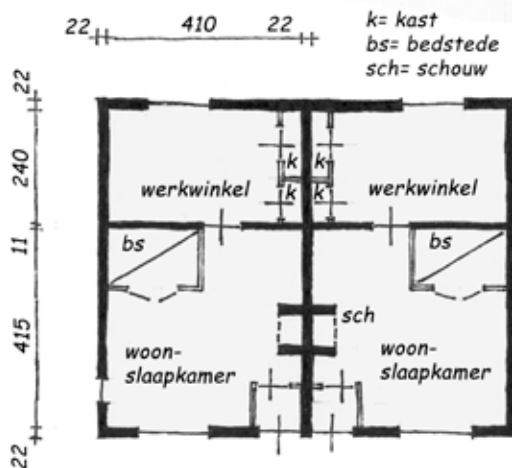 22 410 22
k= kast
bs= bedstede
sch= schouw
22
240
11
415
22
k k
k k
werkwinkel werkwinkel
bs bs
sch
woon-
slaapkamer
woon-
slaapkamer